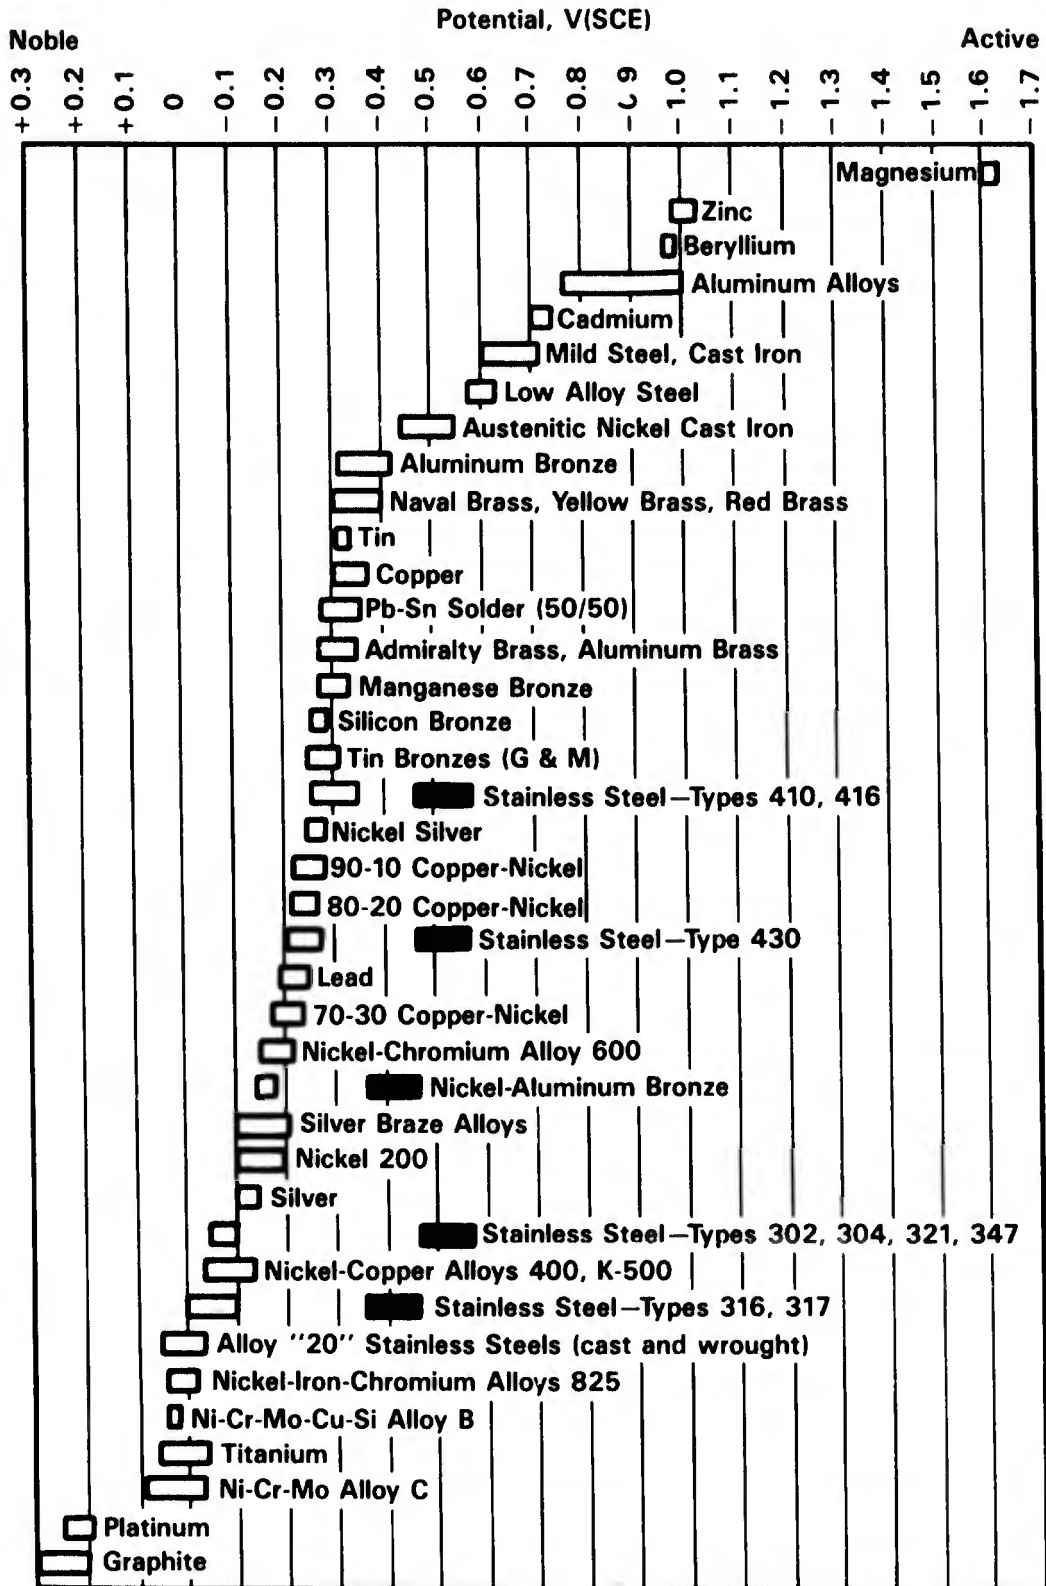 Potential, V(SCE)
Noble
Active
+0.3
+0.2
+0.1
0
-0.1
-0.2
-0.3
-0.4
-0.5
-0.6
-0.7
-0.8
-1.0
-1.1
-1.2
-1.3
-1.4
-1.5
-1.6
-1.7
Magnesium
Zinc
Beryllium
Aluminum Alloys
Cadmium
Mild Steel, Cast Iron
Low Alloy Steel
Austenitic Nickel Cast Iron
Aluminum Bronze
Naval Brass, Yellow Brass, Red Brass
Tin
Copper
Pb-Sn Solder (50/50)
Admiralty Brass, Aluminum Brass
Manganese Bronze
Silicon Bronze
Tin Bronzes (G & M)
Stainless Steel—Types 410, 416
Nickel Silver
90-10 Copper-Nickel
80-20 Copper-Nickel
Stainless Steel—Type 430
Lead
70-30 Copper-Nickel
Nickel-Chromium Alloy 600
Nickel-Aluminum Bronze
Silver Braze Alloys
Nickel 200
Silver
Stainless Steel—Types 302, 304, 321, 347
Nickel-Copper Alloys 400, K-500
Stainless Steel—Types 316, 317
Alloy "20" Stainless Steels (cast and wrought)
Nickel-Iron-Chromium Alloys 825
Ni-Cr-Mo-Cu-Si Alloy B
Titanium
Ni-Cr-Mo Alloy C
Platinum
Graphite